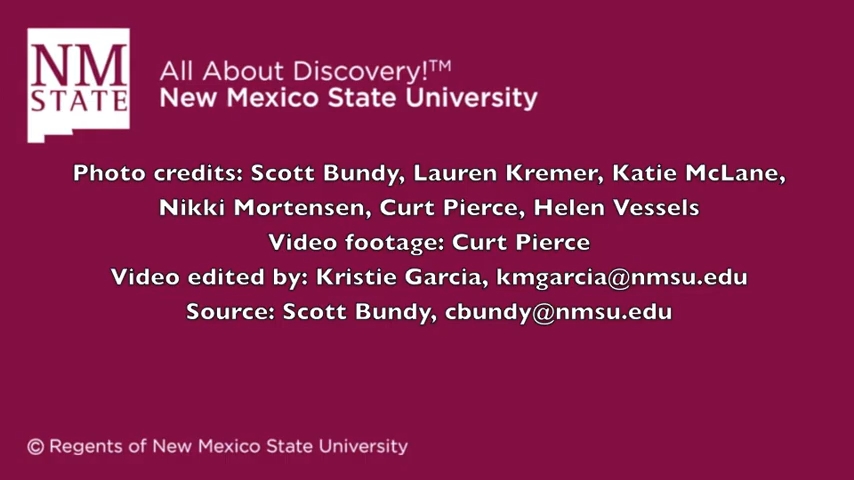 NM
STATE
All About Discovery!™
New Mexico State University
Photo credits: Scott Bundy, Lauren Kremer, Katie McLane,
Nikki Mortensen, Curt Pierce, Helen Vessels
Video footage: Curt Pierce
Video edited by: Kristie Garcia, kmgarcia@nmsu.edu
Source: Scott Bundy, cbundy@nmsu.edu
© Regents of New Mexico State University